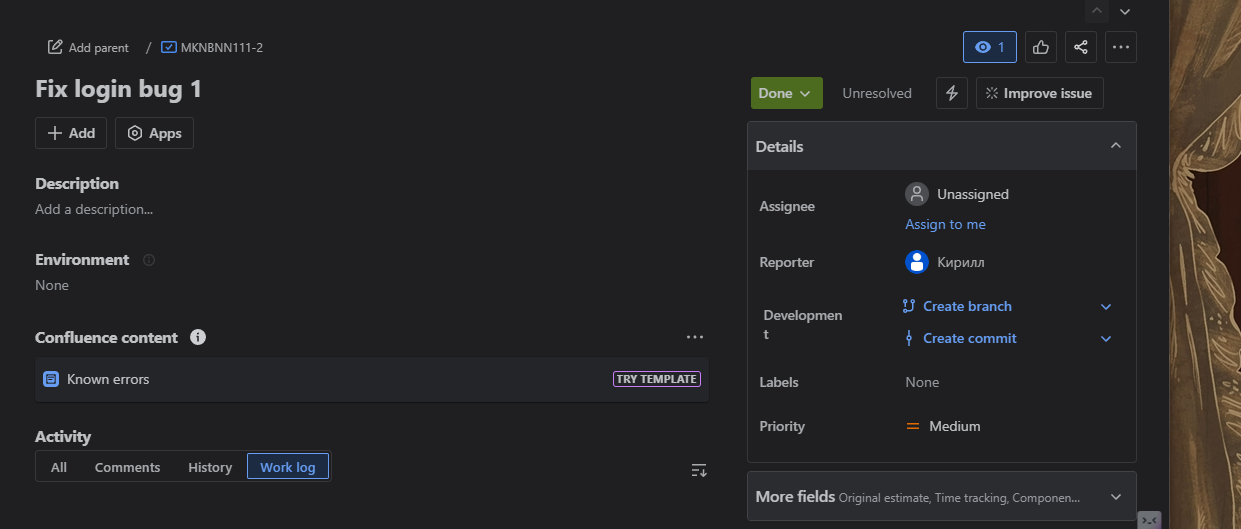 Add parent / MKNBNN111-2
1
Fix login bug 1
Done
Unresolved
Improve issue
Add
Apps
Description
Add a description...
Environment
None
Confluence content
Known errors
TRY TEMPLATE
Activity
All
Comments
History
Work log
Details
Assignee
Unassigned
Assign to me
Reporter
Кирилл
Developmen
t
Create branch
Create commit
Labels
None
Priority
Medium
More fields Original estimate, Time tracking, Componen...